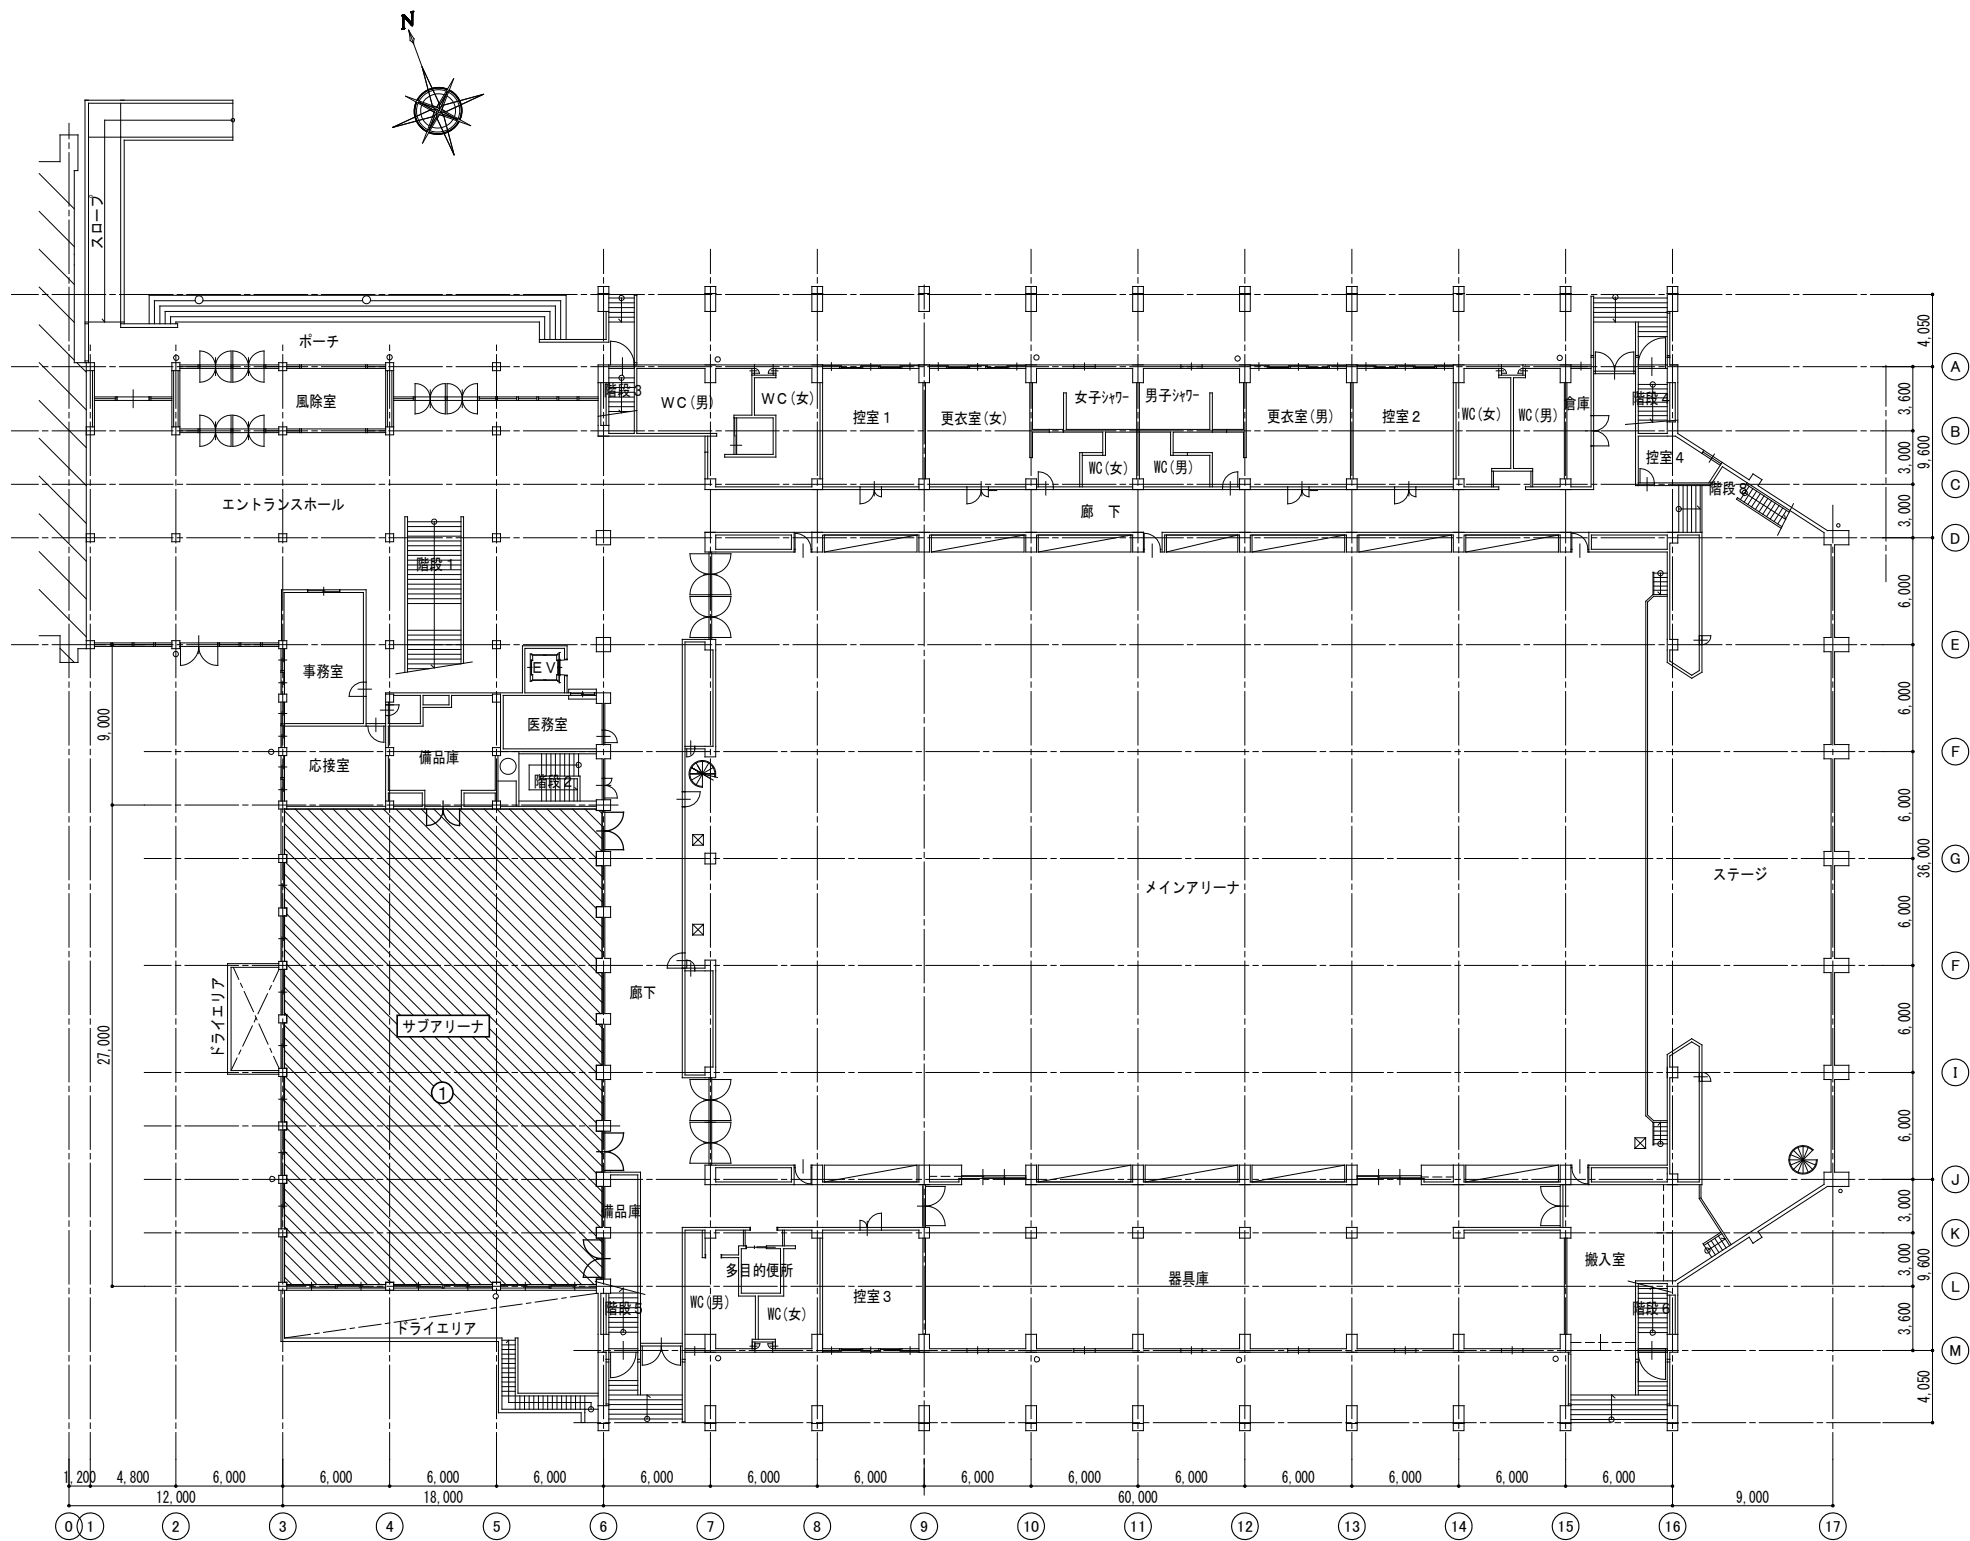 N
スロープ
ポーチ
風除室
エントランスホール
階段3
WC(男)
WC(女)
控室1
更衣室(女)
女子シャワー
男子シャワー
WC(女)
WC(男)
更衣室(男)
控室2
WC(女)
WC(男)
倉庫
階段4
控室4
階段8
廊 下
階段1
事務室
EV
医務室
応接室
備品庫
階段2
メインアリーナ
ステージ
ドライエリア
サブアリーナ
①
廊下
備品庫
多目的便所
WC(男)
WC(女)
控室3
器具庫
搬入室
階段5
階段6
ドライエリア
9,000
27,000
4,050
3,600
3,000
3,000
9,600
6,000
6,000
6,000
6,000
6,000
6,000
36,000
3,000
3,000
3,600
9,600
4,050
A
B
C
D
E
F
G
F
I
J
K
L
M
1,200
4,800
6,000
6,000
6,000
6,000
6,000
6,000
6,000
6,000
6,000
6,000
6,000
6,000
6,000
6,000
12,000
18,000
60,000
9,000
0
1
2
3
4
5
6
7
8
9
10
11
12
13
14
15
16
17